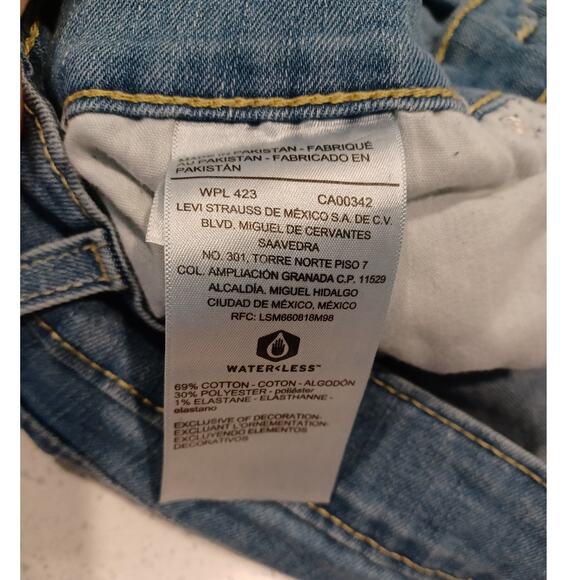 MADE IN PAKISTAN - FABRIQUÉ
AU PAKISTAN - FABRICADO EN
PAKISTÁN
WPL 423 CA00342
LEVI STRAUSS DE MÉXICO S.A. DE C.V.
BLVD. MIGUEL DE CERVANTES
SAAVEDRA
NO. 301, TORRE NORTE PISO 7
COL. AMPLIACIÓN GRANADA C.P. 11529
ALCALDÍA. MIGUEL HIDALGO
CIUDAD DE MÉXICO, MÉXICO
RFC: LSM660818M98
WATER<LESS™
69% COTTON - COTON - ALGODÓN
30% POLYESTER - poliéster
1% ELASTANE - ELASTHANNE -
elastano
EXCLUSIVE OF DECORATION-
EXCLUANT L'ORNEMENTATION-
EXCLUYENDO ELEMENTOS
DECORATIVOS